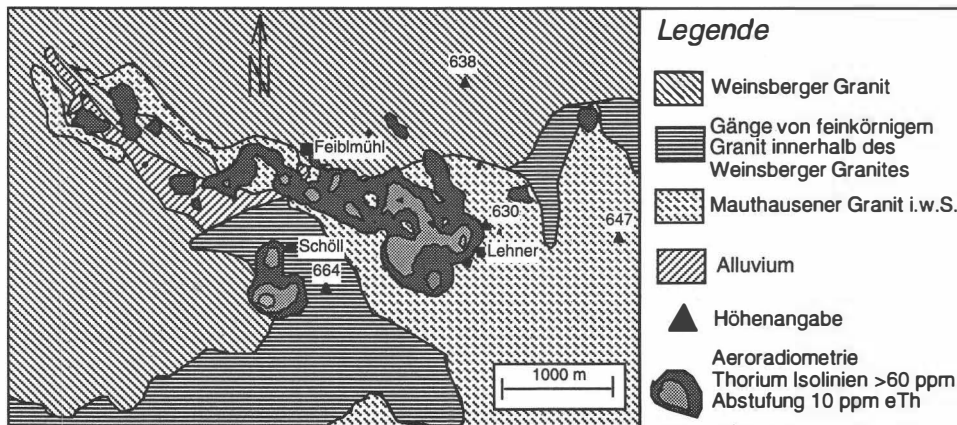 638
Feiblmühl
630
647
Schöll
Lehner
664
1000 m
N
Legende
Weinsberger Granit
Gänge von feinkörnigem
Granit innerhalb des
Weinsberger Granites
Mauthausener Granit i.w.S.
Alluvium
Höhenangabe
Aeroradiometrie
Thorium Isolinien >60 ppm
Abstufung 10 ppm eTh